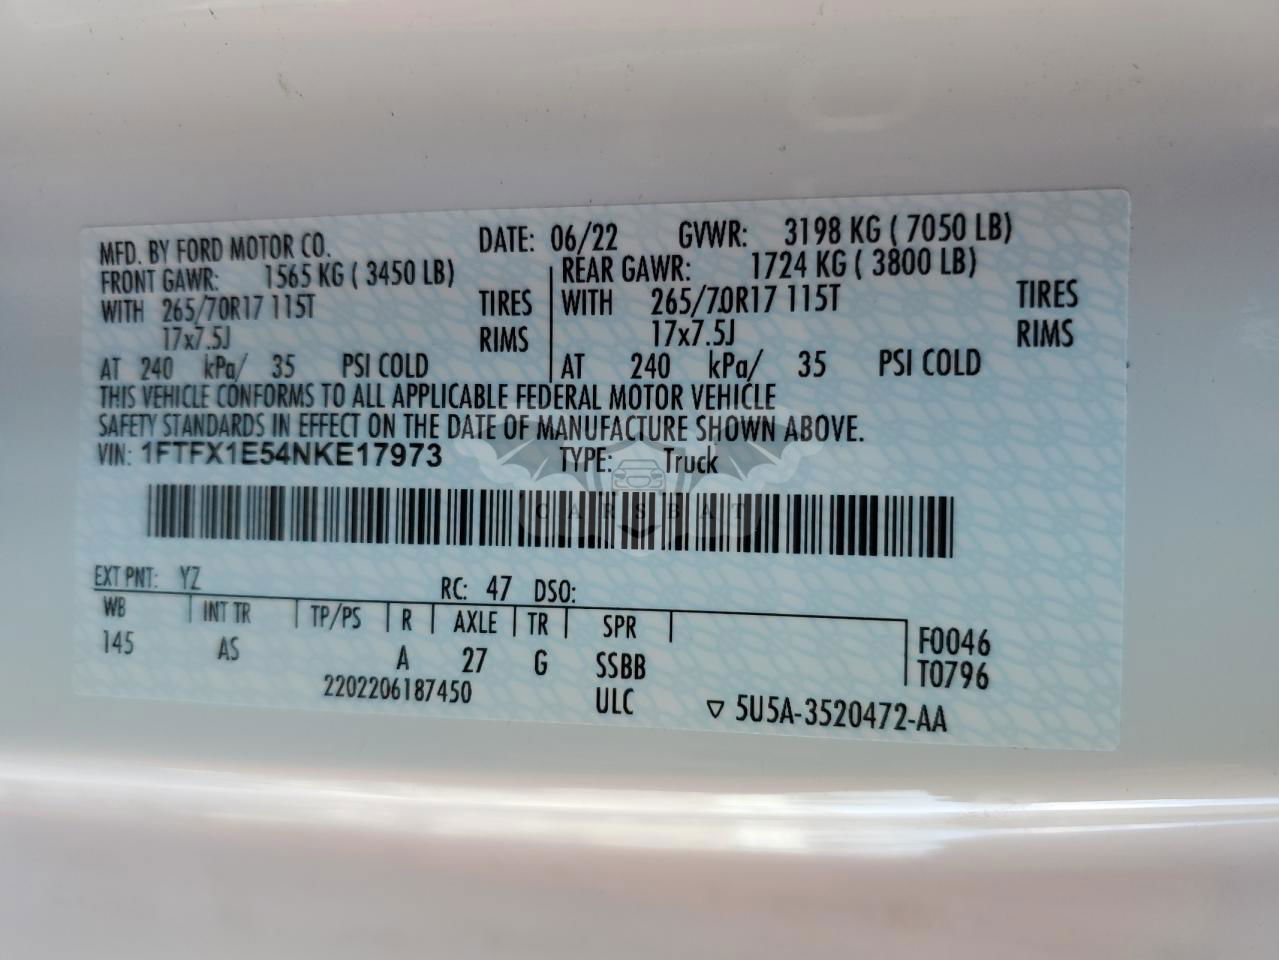 MFD. BY FORD MOTOR CO. DATE: 06/22 GVWR: 3198 KG ( 7050 LB)
FRONT GAWR: 1565 KG ( 3450 LB) REAR GAWR: 1724 KG ( 3800 LB)
WITH 265/70R17 115T TIRES WITH 265/70R17 115T TIRES
17x7.5J RIMS 17x7.5J RIMS
AT 240 kPa/ 35 PSI COLD AT 240 kPa/ 35 PSI COLD
THIS VEHICLE CONFORMS TO ALL APPLICABLE FEDERAL MOTOR VEHICLE
SAFETY STANDARDS IN EFFECT ON THE DATE OF MANUFACTURE SHOWN ABOVE.
VIN: 1FTFX1E54NKE17973 TYPE: Truck
CARSBAT
EXT PNT: YZ RC: 47 DSO:
WB INT TR TP/PS R AXLE TR SPR
145 AS A 27 G SSBB
F0046
T0796
2202206187450 ULC ▽ 5U5A-3520472-AA